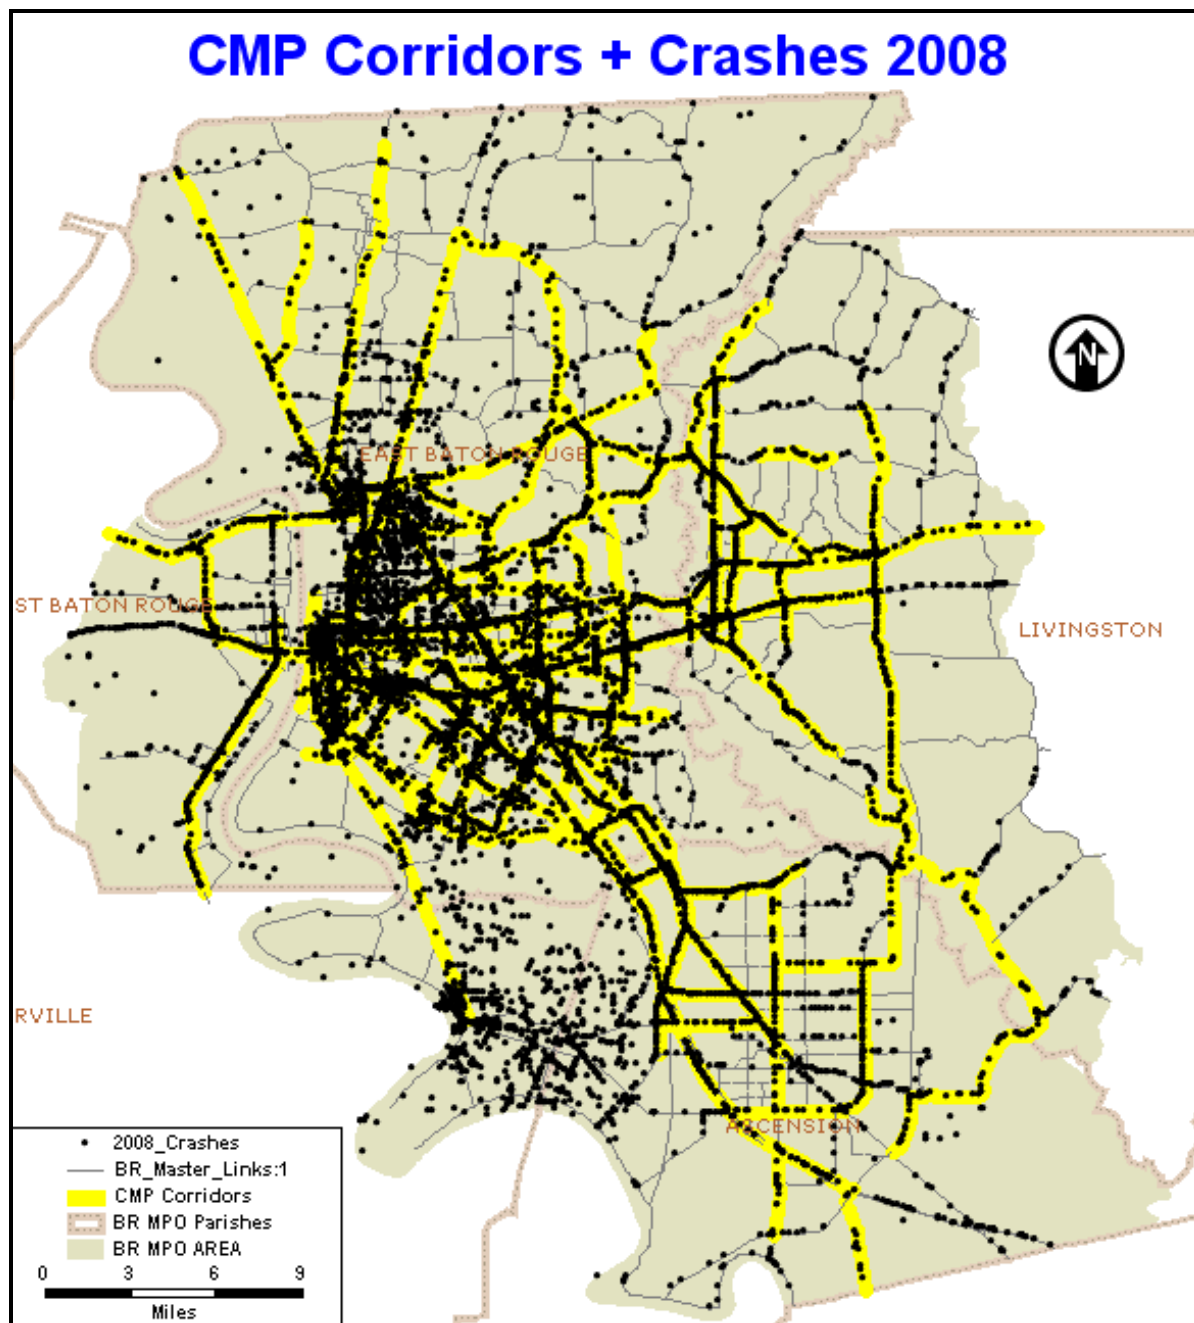 CMP Corridors + Crashes 2008
N
EAST BATON ROUGE
ST BATON ROUGE
LIVINGSTON
RVILLE
ASCENSION
2008_Crashes
BR_Master_Links:1
CMP Corridors
BR MPO Parishes
BR MPO AREA
0 3 6 9
Miles